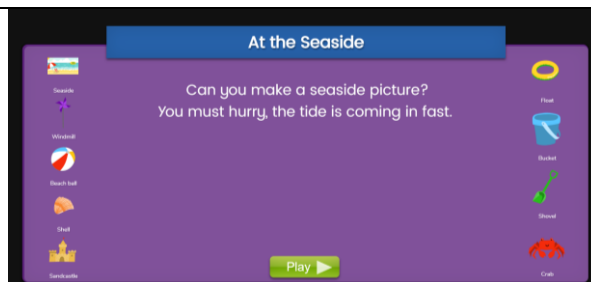 At the Seaside
Can you make a seaside picture?
You must hurry, the tide is coming in fast.
Seaside
Windmill
Beach ball
Shell
Sandcastle
Float
Bucket
Shovel
Crab
Play